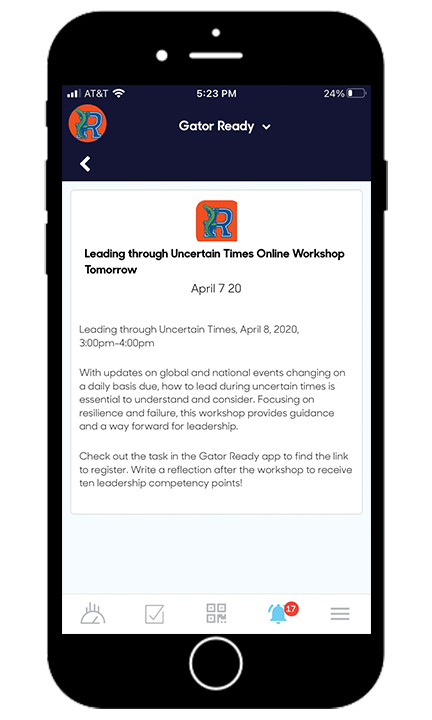 AT&T 5:23 PM 24%
R Gator Ready
R
Leading through Uncertain Times Online Workshop
Tomorrow
April 7 20
Leading through Uncertain Times, April 8, 2020,
3:00pm-4:00pm
With updates on global and national events changing on
a daily basis due, how to lead during uncertain times is
essential to understand and consider. Focusing on
resilience and failure, this workshop provides guidance
and a way forward for leadership.
Check out the task in the Gator Ready app to find the link
to register. Write a reflection after the workshop to receive
ten leadership competency points!
17